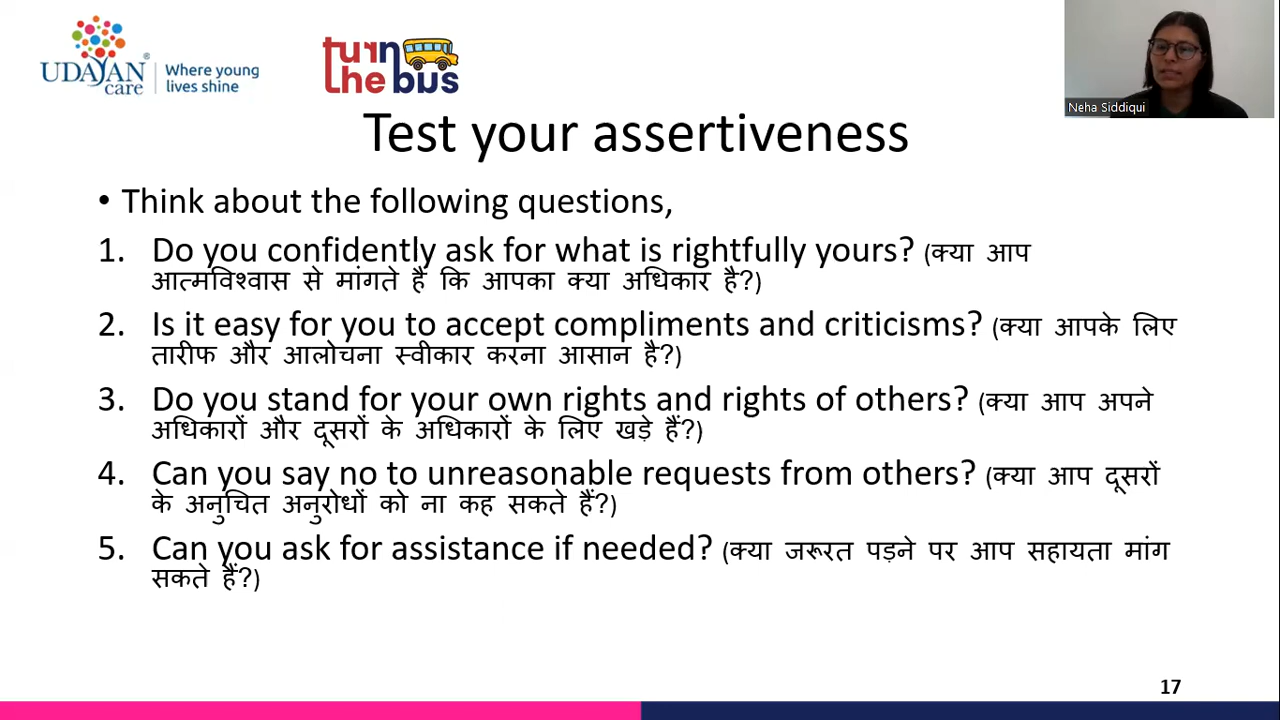 UDAYAN care ® Where young lives shine
turn the bus
Neha Siddiqui
Test your assertiveness
• Think about the following questions,
1. Do you confidently ask for what is rightfully yours? (क्या आप
आत्मविश्वास से मांगते हैं कि आपका क्या अधिकार है?)
2. Is it easy for you to accept compliments and criticisms? (क्या आपके लिए
तारीफ और आलोचना स्वीकार करना आसान है?)
3. Do you stand for your own rights and rights of others? (क्या आप अपने
अधिकारों और दूसरों के अधिकारों के लिए खड़े हैं?)
4. Can you say no to unreasonable requests from others? (क्या आप दूसरों
के अनुचित अनुरोधों को ना कह सकते हैं?)
5. Can you ask for assistance if needed? (क्या जरूरत पड़ने पर आप सहायता मांग
सकते हैं?)
17